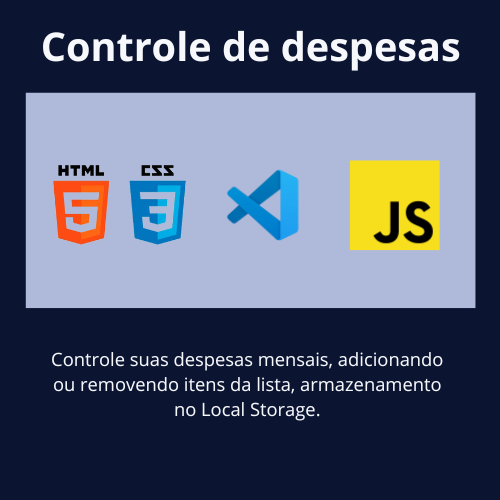 Controle de despesas
HTML
CSS
5
3
JS
Controle suas despesas mensais, adicionando
ou removendo itens da lista, armazenamento
no Local Storage.